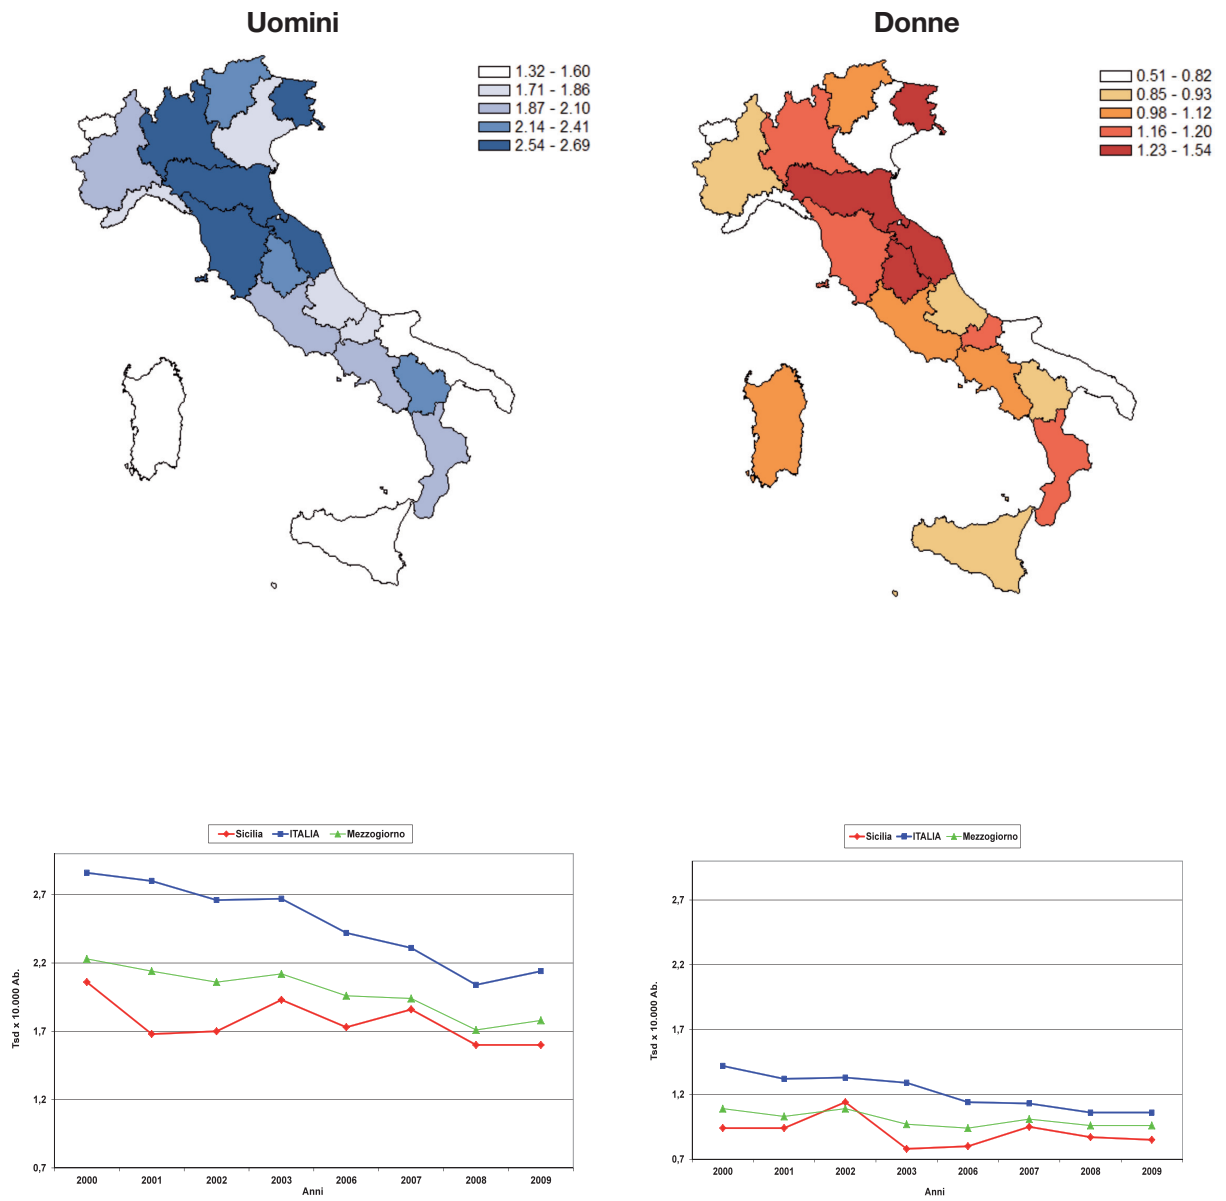 Uomini
1.32 - 1.60
1.71 - 1.86
1.87 - 2.10
2.14 - 2.41
2.54 - 2.69
Donne
0.51 - 0.82
0.85 - 0.93
0.98 - 1.12
1.16 - 1.20
1.23 - 1.54
Sicilia ITALIA Mezzogiorno
Tsd x 10.000 Ab.
2,7
2,2
1,7
1,2
0,7
2000 2001 2002 2003 2006 2007 2008 2009
Anni
Sicilia ITALIA Mezzogiorno
Tsd x 10.000 Ab.
2,7
2,2
1,7
1,2
0,7
2000 2001 2002 2003 2006 2007 2008 2009
Anni